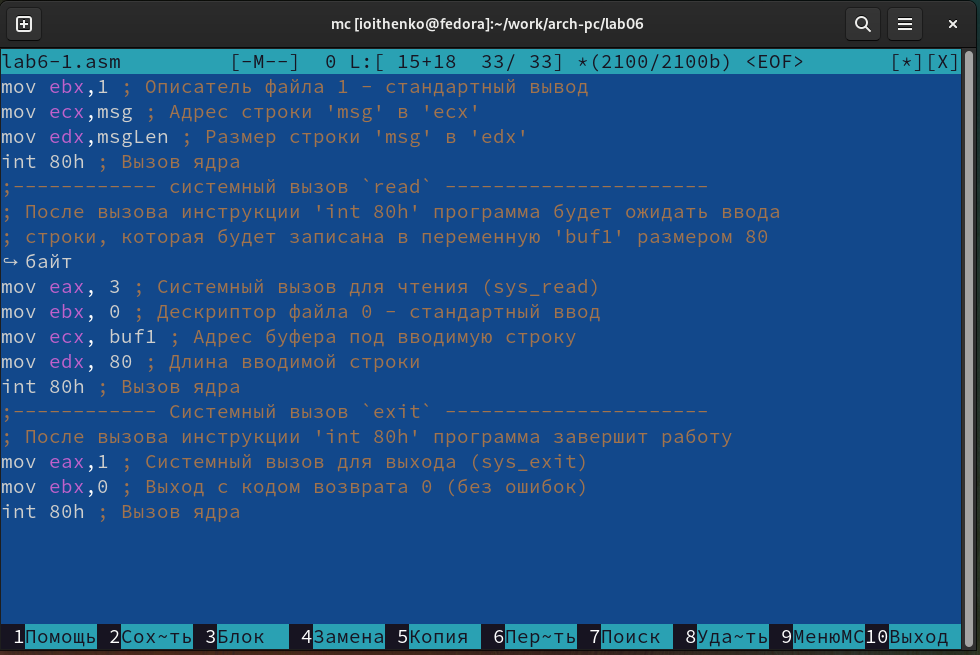 mc [ioithenko@fedora]:~/work/arch-pc/lab06
lab6-1.asm [-M--] 0 L:[ 15+18 33/ 33] *(2100/2100b) <EOF> [*][X]
mov ebx,1 ; Описатель файла 1 - стандартный вывод
mov ecx,msg ; Адрес строки 'msg' в 'ecx'
mov edx,msgLen ; Размер строки 'msg' в 'edx'
int 80h ; Вызов ядра
;------------ системный вызов `read` ----------------------
; После вызова инструкции 'int 80h' программа будет ожидать ввода
; строки, которая будет записана в переменную 'buf1' размером 80
↪ байт
mov eax, 3 ; Системный вызов для чтения (sys_read)
mov ebx, 0 ; Дескриптор файла 0 - стандартный ввод
mov ecx, buf1 ; Адрес буфера под вводимую строку
mov edx, 80 ; Длина вводимой строки
int 80h ; Вызов ядра
;------------ Системный вызов `exit` ----------------------
; После вызова инструкции 'int 80h' программа завершит работу
mov eax,1 ; Системный вызов для выхода (sys_exit)
mov ebx,0 ; Выход с кодом возврата 0 (без ошибок)
int 80h ; Вызов ядра
1Помощь 2Сох~ть 3Блок 4Замена 5Копия 6Пер~ть 7Поиск 8Уда~ть 9МенюMC 10Выход